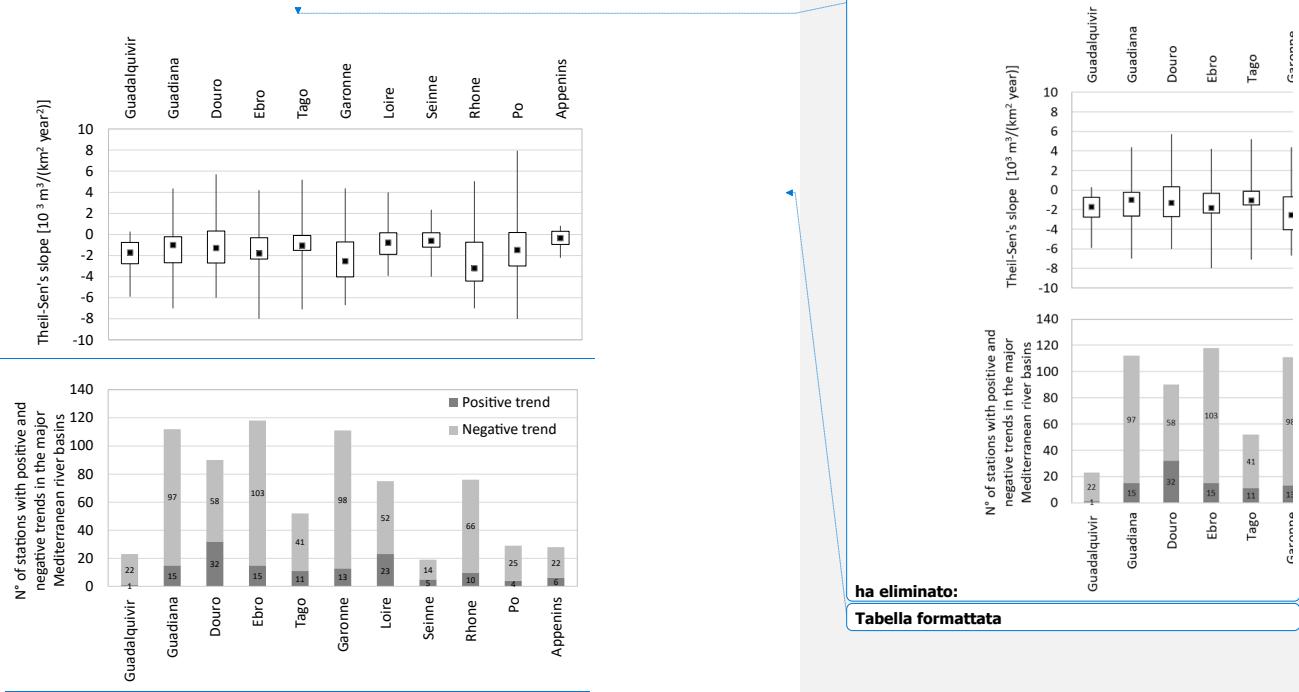 Guadalquivir
Guadiana
Douro
Ebro
Tago
Garonne
Loire
Seinne
Rhone
Po
Appenins
Theil-Sen's slope [10 ³ m³/(km² year²)]
10
8
6
4
2
0
-2
-4
-6
-8
-10
N° of stations with positive and
negative trends in the major
Mediterranean river basins
140
120
100
80
60
40
20
0
Positive trend
Negative trend
22
97
58
103
41
98
52
14
66
25
22
1
15
32
15
11
13
23
5
10
4
6
Guadalquivir
Guadiana
Douro
Ebro
Tago
Garonne
Loire
Seinne
Rhone
Po
Appenins
Guadalquivir
Guadiana
Douro
Ebro
Tago
Garonne
Theil-Sen's slope [10³ m³/(km² year)]
10
8
6
4
2
0
-2
-4
-6
-8
-10
N° of stations with positive and
negative trends in the major
Mediterranean river basins
140
120
100
80
60
40
20
0
22
97
58
103
41
98
1
15
32
15
11
13
Guadalquivir
Guadiana
Douro
Ebro
Tago
Garonne
ha eliminato:
Tabella formattata